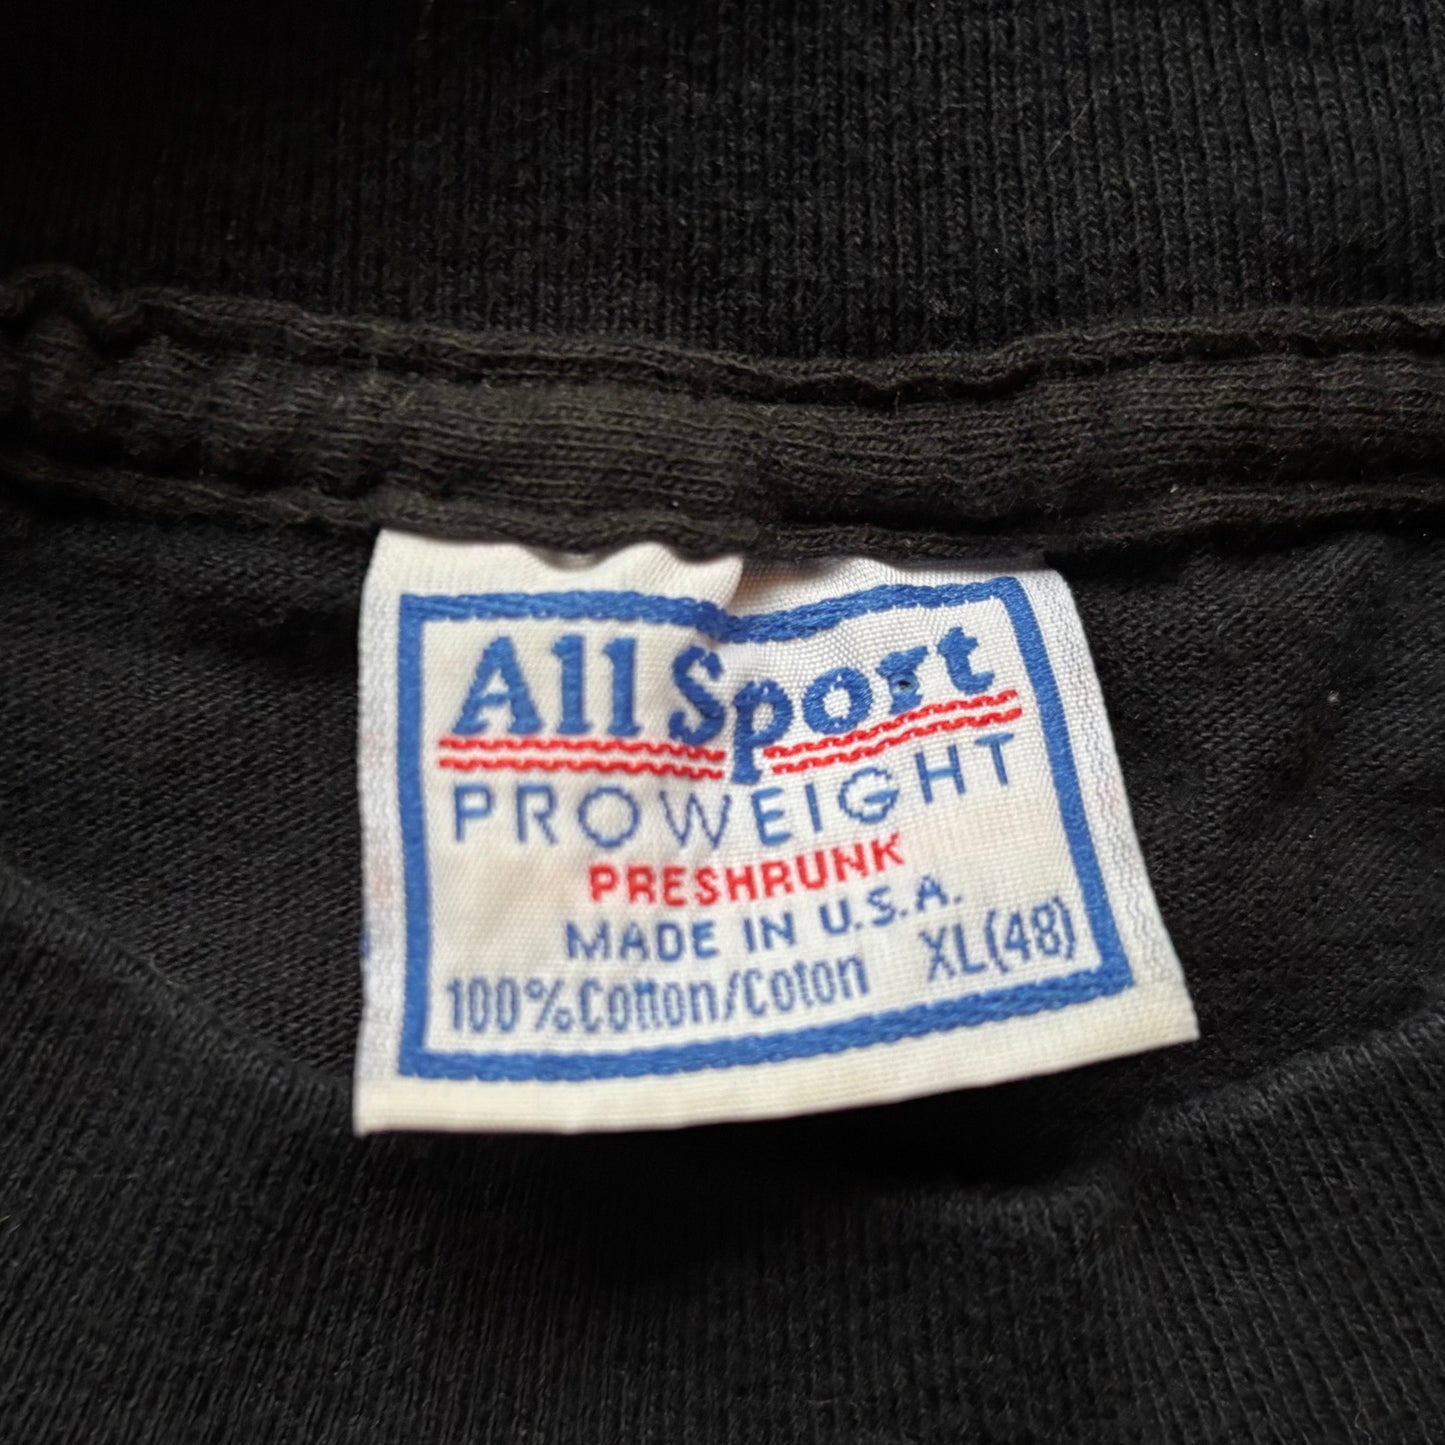 All Sport
PROWEIGHT
PRESHRUNK
MADE IN U.S.A.
100% Cotton/Coton XL(48)